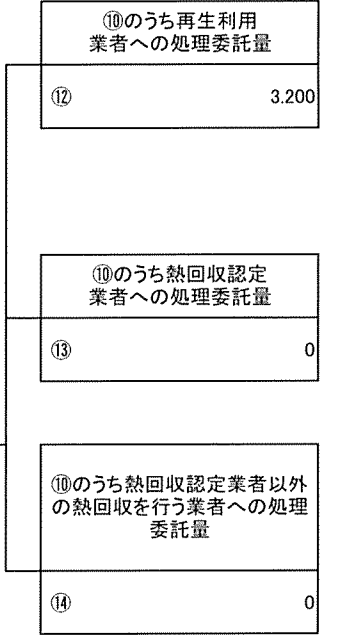 ⑩のうち再生利用
業者への処理委託量
⑫ 3.200
⑩のうち熱回収認定
業者への処理委託量
⑬ 0
⑩のうち熱回収認定業者以外
の熱回収を行う業者への処理
委託量
⑭ 0